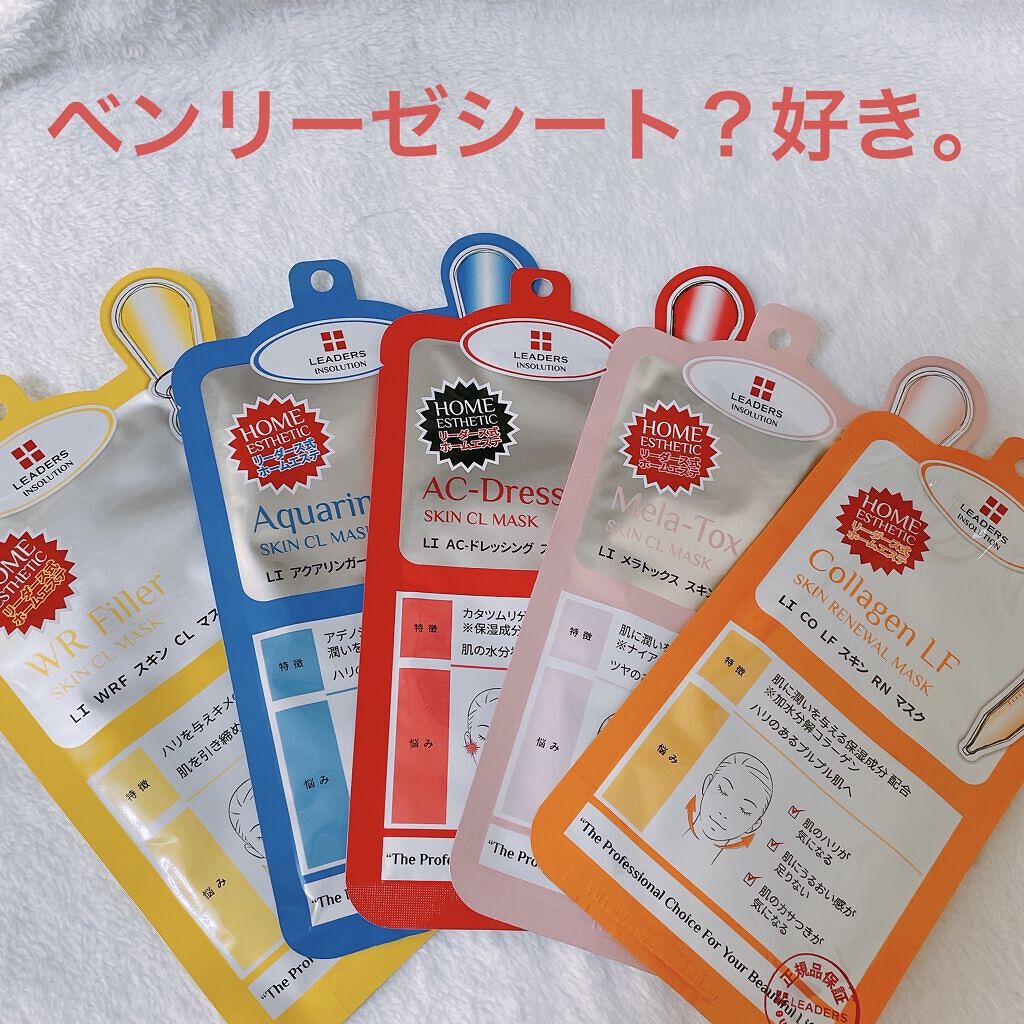 ベンリーゼシート？好き。
LEADERS
INSOLUTION
HOME
ESTHETIC
リーダース式
ホームエステ
WR Filler
SKIN CL MASK
LI WRF スキン CL マス
特徴
ハリを与えキメの
肌を引き締め
悩み
"The Prof
LEADERS
INSOLUTION
HOME
ESTHETIC
リーダース式
ホームエステ
Aquarin
SKIN CL MASK
LI アクアリンガー
特徴
アデノシ
潤いを
ハリの
悩み
"The P
LEADERS
INSOLUTION
HOME
ESTHETIC
リーダース式
ホームエステ
AC-Dress
SKIN CL MASK
LI AC-ドレッシング ス
特徴
カタツムリ分
※保湿成分
肌の水分
悩み
"The Profe
LEADERS
INSOLUTION
HOME
ESTHETIC
リーダース式
ホームエステ
Mela-Tox
SKIN CL MASK
LI メラトックス スキン
特徴
肌に潤いを
※ナイア
ツヤの
悩み
"The Pro
LEADERS
INSOLUTION
HOME
ESTHETIC
リーダース式
ホームエステ
Collagen LF
SKIN RENEWAL MASK
LI CO LF スキン RN マスク
特徴
肌に潤いを与える保湿成分 配合
※加水分解コラーゲン
ハリのあるプルプル肌へ
悩み
肌のハリが
気になる
肌にうるおい感が
足りない
肌のカサつきが
気になる
"The Professional Choice For Your Beautiful Li
正規品保証
LEADERS